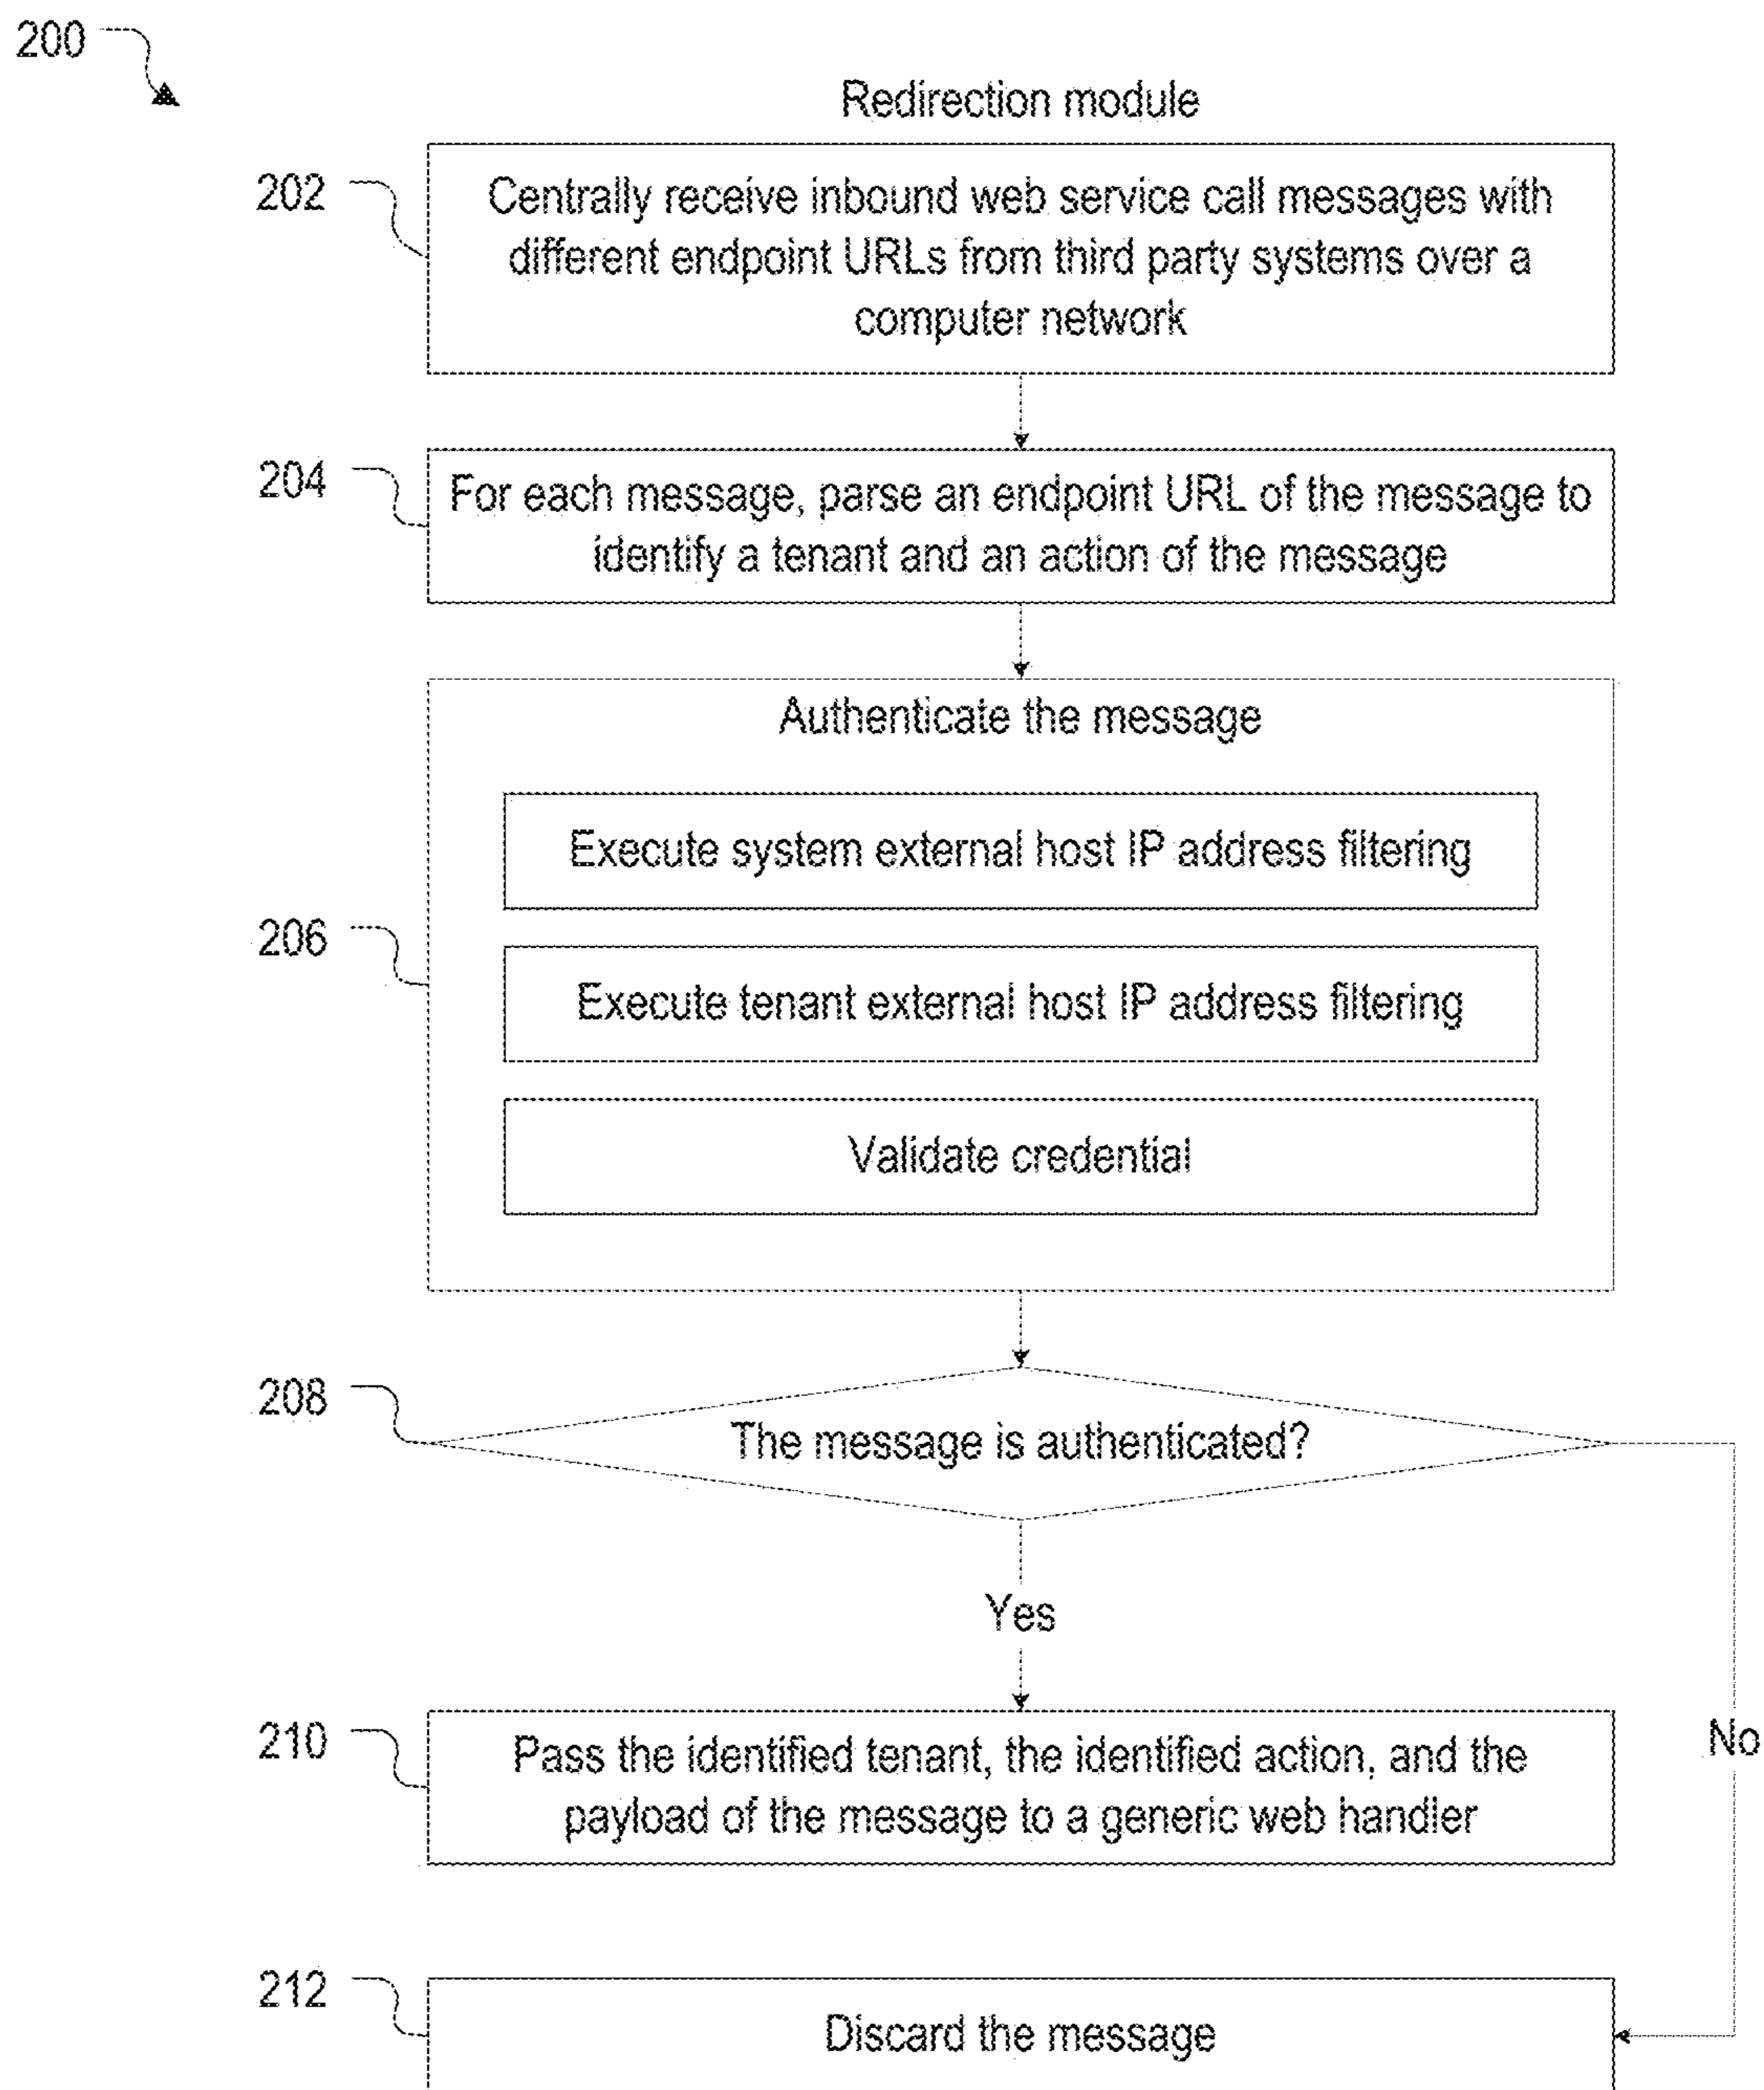 200
Redirection module
202
Centrally receive inbound web service call messages with
different endpoint URLs from third party systems over a
computer network
204
For each message, parse an endpoint URL of the message to
identify a tenant and an action of the message
Authenticate the message
Execute system external host IP address filtering
206
Execute tenant external host IP address filtering
Validate credential
208
The message is authenticated?
Yes
No
210
Pass the identified tenant, the identified action, and the
payload of the message to a generic web handler
212
Discard the message